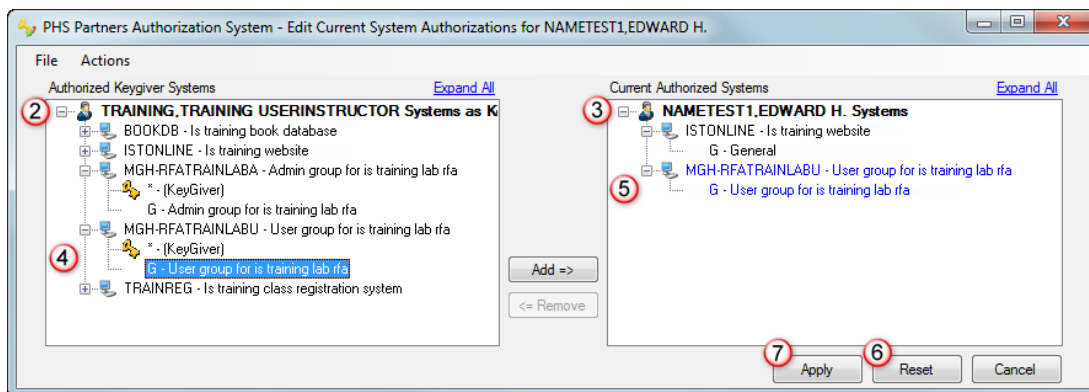 PHS Partners Authorization System - Edit Current System Authorizations for NAMETEST1,EDWARD H.
File Actions
Authorized Keygiver Systems Expand All
2 TRAINING,TRAINING USERINSTRUCTOR Systems as K
BOOKDB - Is training book database
ISTONLINE - Is training website
MGH-RFATRAINLABA - Admin group for is training lab rfa
* - (KeyGiver)
G - Admin group for is training lab rfa
MGH-RFATRAINLABU - User group for is training lab rfa
* - (KeyGiver)
4 G - User group for is training lab rfa
TRAINREG - Is training class registration system
Add =>
<= Remove
Current Authorized Systems Expand All
3 NAMETEST1,EDWARD H. Systems
ISTONLINE - Is training website
G - General
MGH-RFATRAINLABU - User group for is training lab rfa
5 G - User group for is training lab rfa
7 Apply 6 Reset Cancel